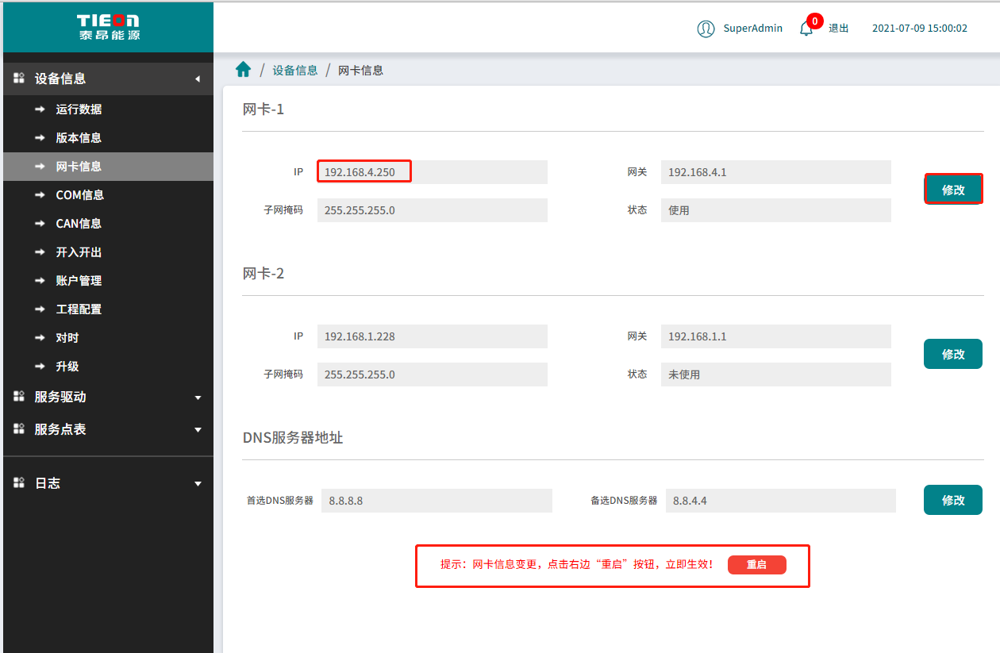 TIEON
泰昂能源
SuperAdmin
0
退出
2021-07-09 15:00:02
设备信息
运行数据
版本信息
网卡信息
COM信息
CAN信息
开入开出
账户管理
工程配置
对时
升级
服务驱动
服务点表
日志
/ 设备信息 / 网卡信息
网卡-1
IP 192.168.4.250 网关 192.168.4.1
修改
子网掩码 255.255.255.0 状态 使用
网卡-2
IP 192.168.1.228 网关 192.168.1.1
修改
子网掩码 255.255.255.0 状态 未使用
DNS服务器地址
首选DNS服务器 8.8.8.8 备选DNS服务器 8.8.4.4 修改
提示：网卡信息变更，点击右边“重启”按钮，立即生效！ 重启